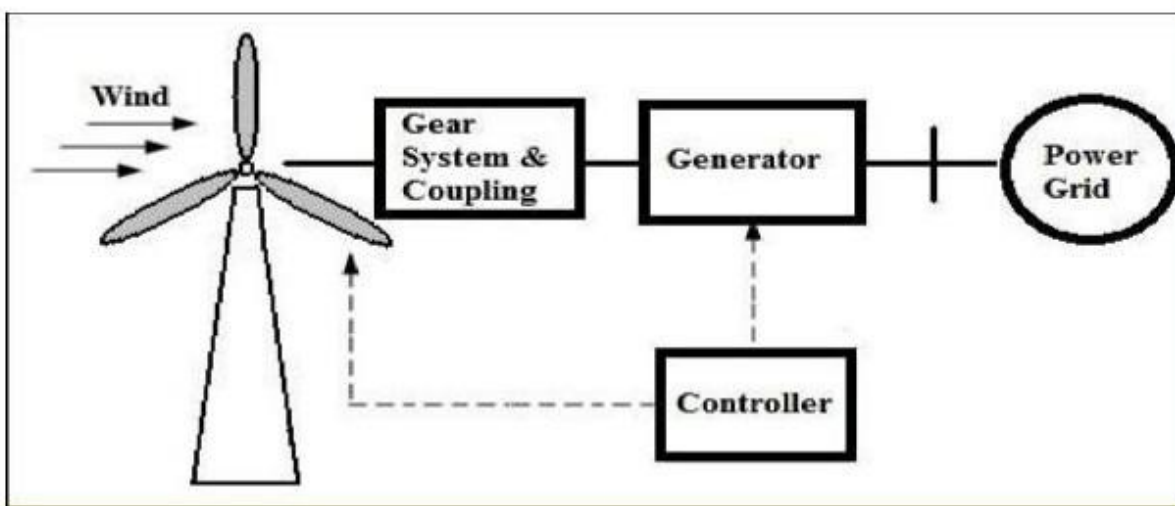 Wind
Gear
System &
Coupling
Generator
Power
Grid
Controller